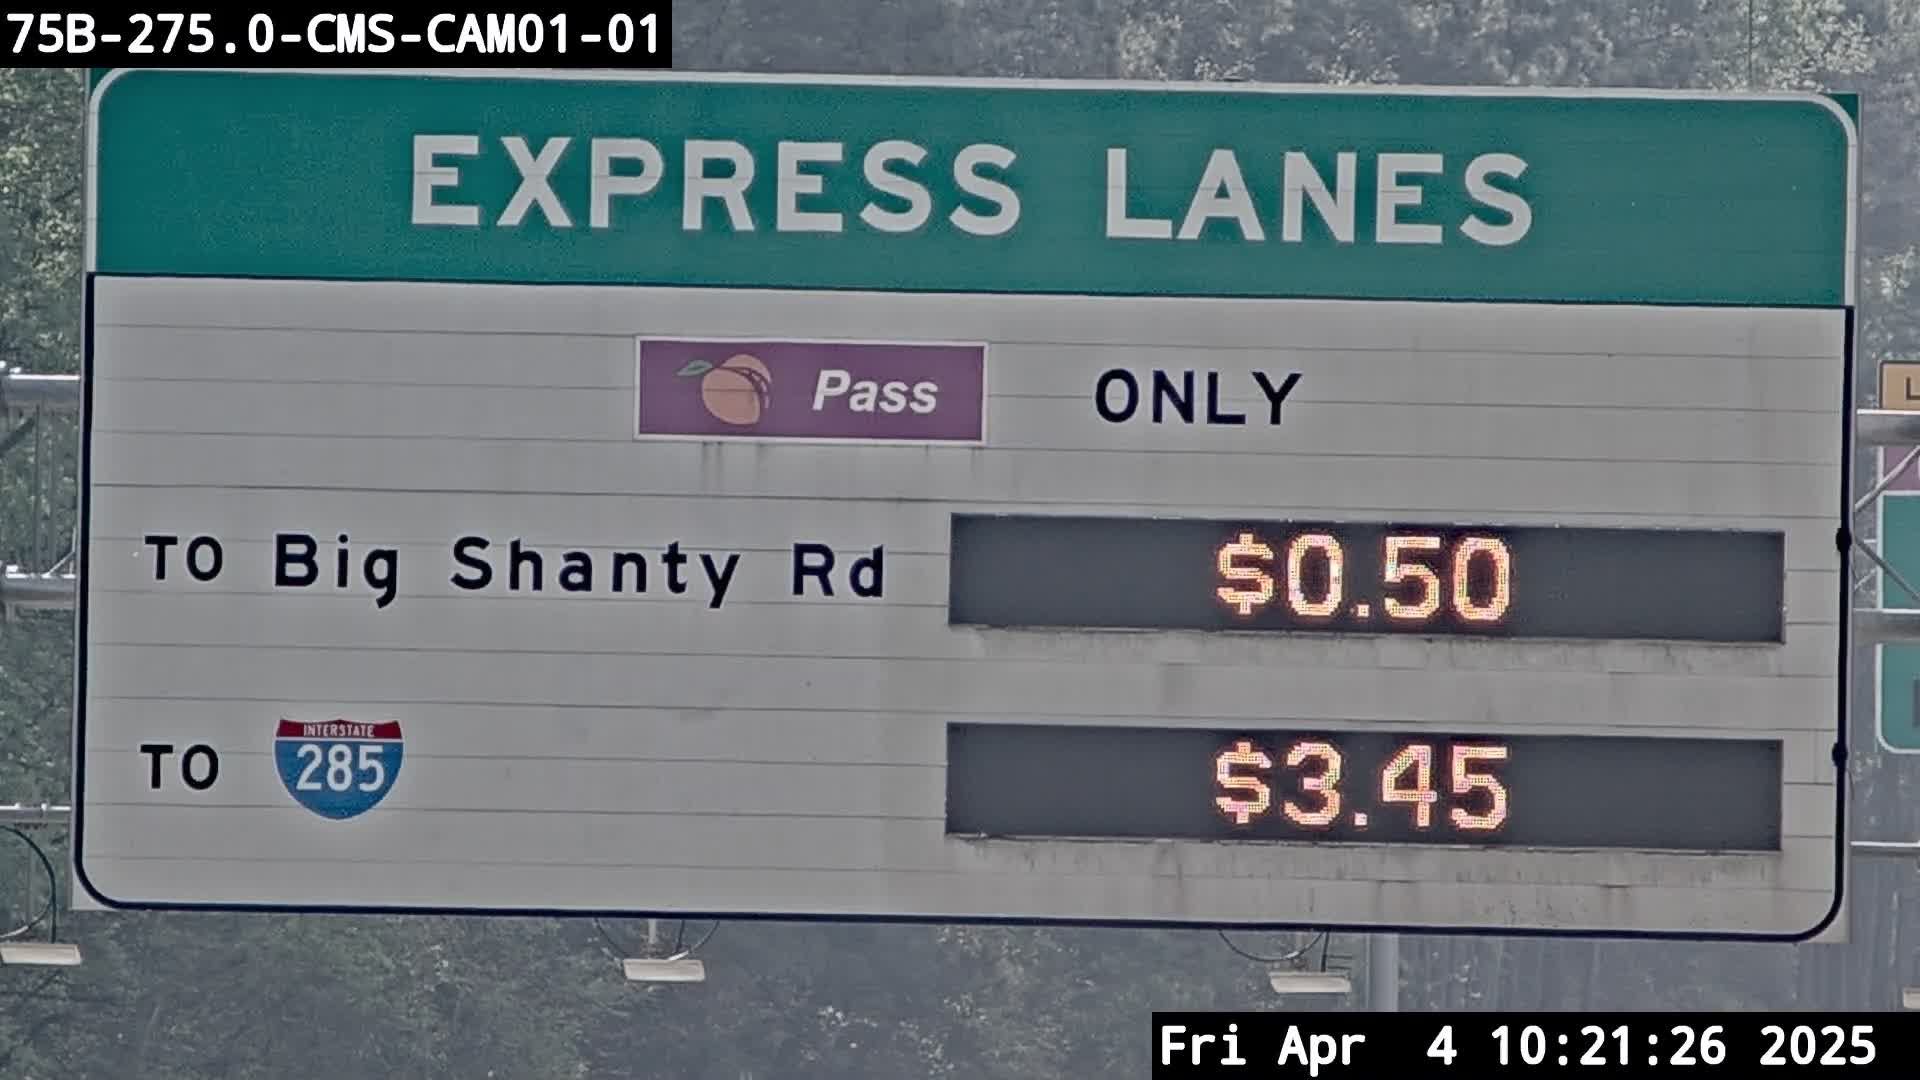 75B-275.0-CMS-CAM01-01
EXPRESS LANES
Pass ONLY
TO Big Shanty Rd $0.50
TO INTERSTATE 285 $3.45
Fri Apr 4 10:21:26 2025